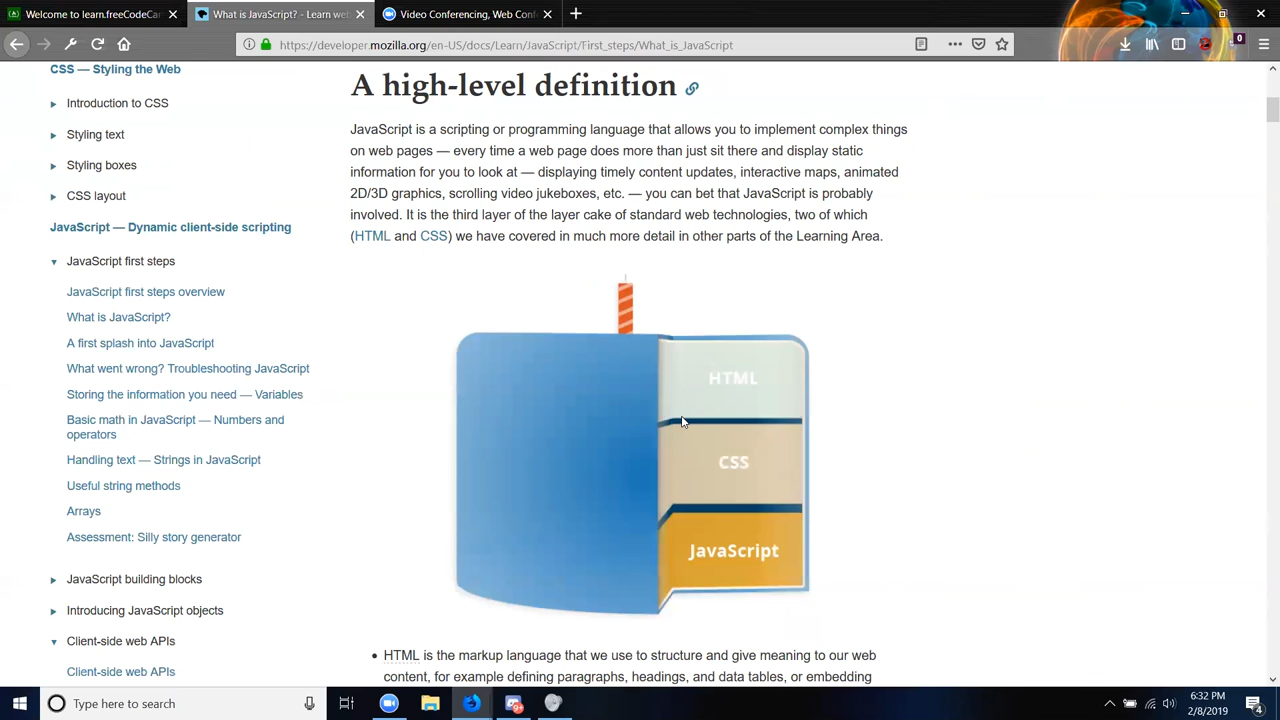 Welcome to learn.freeCodeCa
What is JavaScript? - Learn we
Video Conferencing, Web Con
https://developer.mozilla.org/en-US/docs/Learn/JavaScript/First_steps/What_is_JavaScript
0
CSS — Styling the Web
Introduction to CSS
Styling text
Styling boxes
CSS layout
JavaScript — Dynamic client-side scripting
JavaScript first steps
JavaScript first steps overview
What is JavaScript?
A first splash into JavaScript
What went wrong? Troubleshooting JavaScript
Storing the information you need — Variables
Basic math in JavaScript — Numbers and
operators
Handling text — Strings in JavaScript
Useful string methods
Arrays
Assessment: Silly story generator
JavaScript building blocks
Introducing JavaScript objects
Client-side web APIs
Client-side web APIs
A high-level definition
JavaScript is a scripting or programming language that allows you to implement complex things
on web pages — every time a web page does more than just sit there and display static
information for you to look at — displaying timely content updates, interactive maps, animated
2D/3D graphics, scrolling video jukeboxes, etc. — you can bet that JavaScript is probably
involved. It is the third layer of the layer cake of standard web technologies, two of which
(HTML and CSS) we have covered in much more detail in other parts of the Learning Area.
HTML
CSS
JavaScript
• HTML is the markup language that we use to structure and give meaning to our web
content, for example defining paragraphs, headings, and data tables, or embedding
Type here to search
6:32 PM
2/8/2019
4